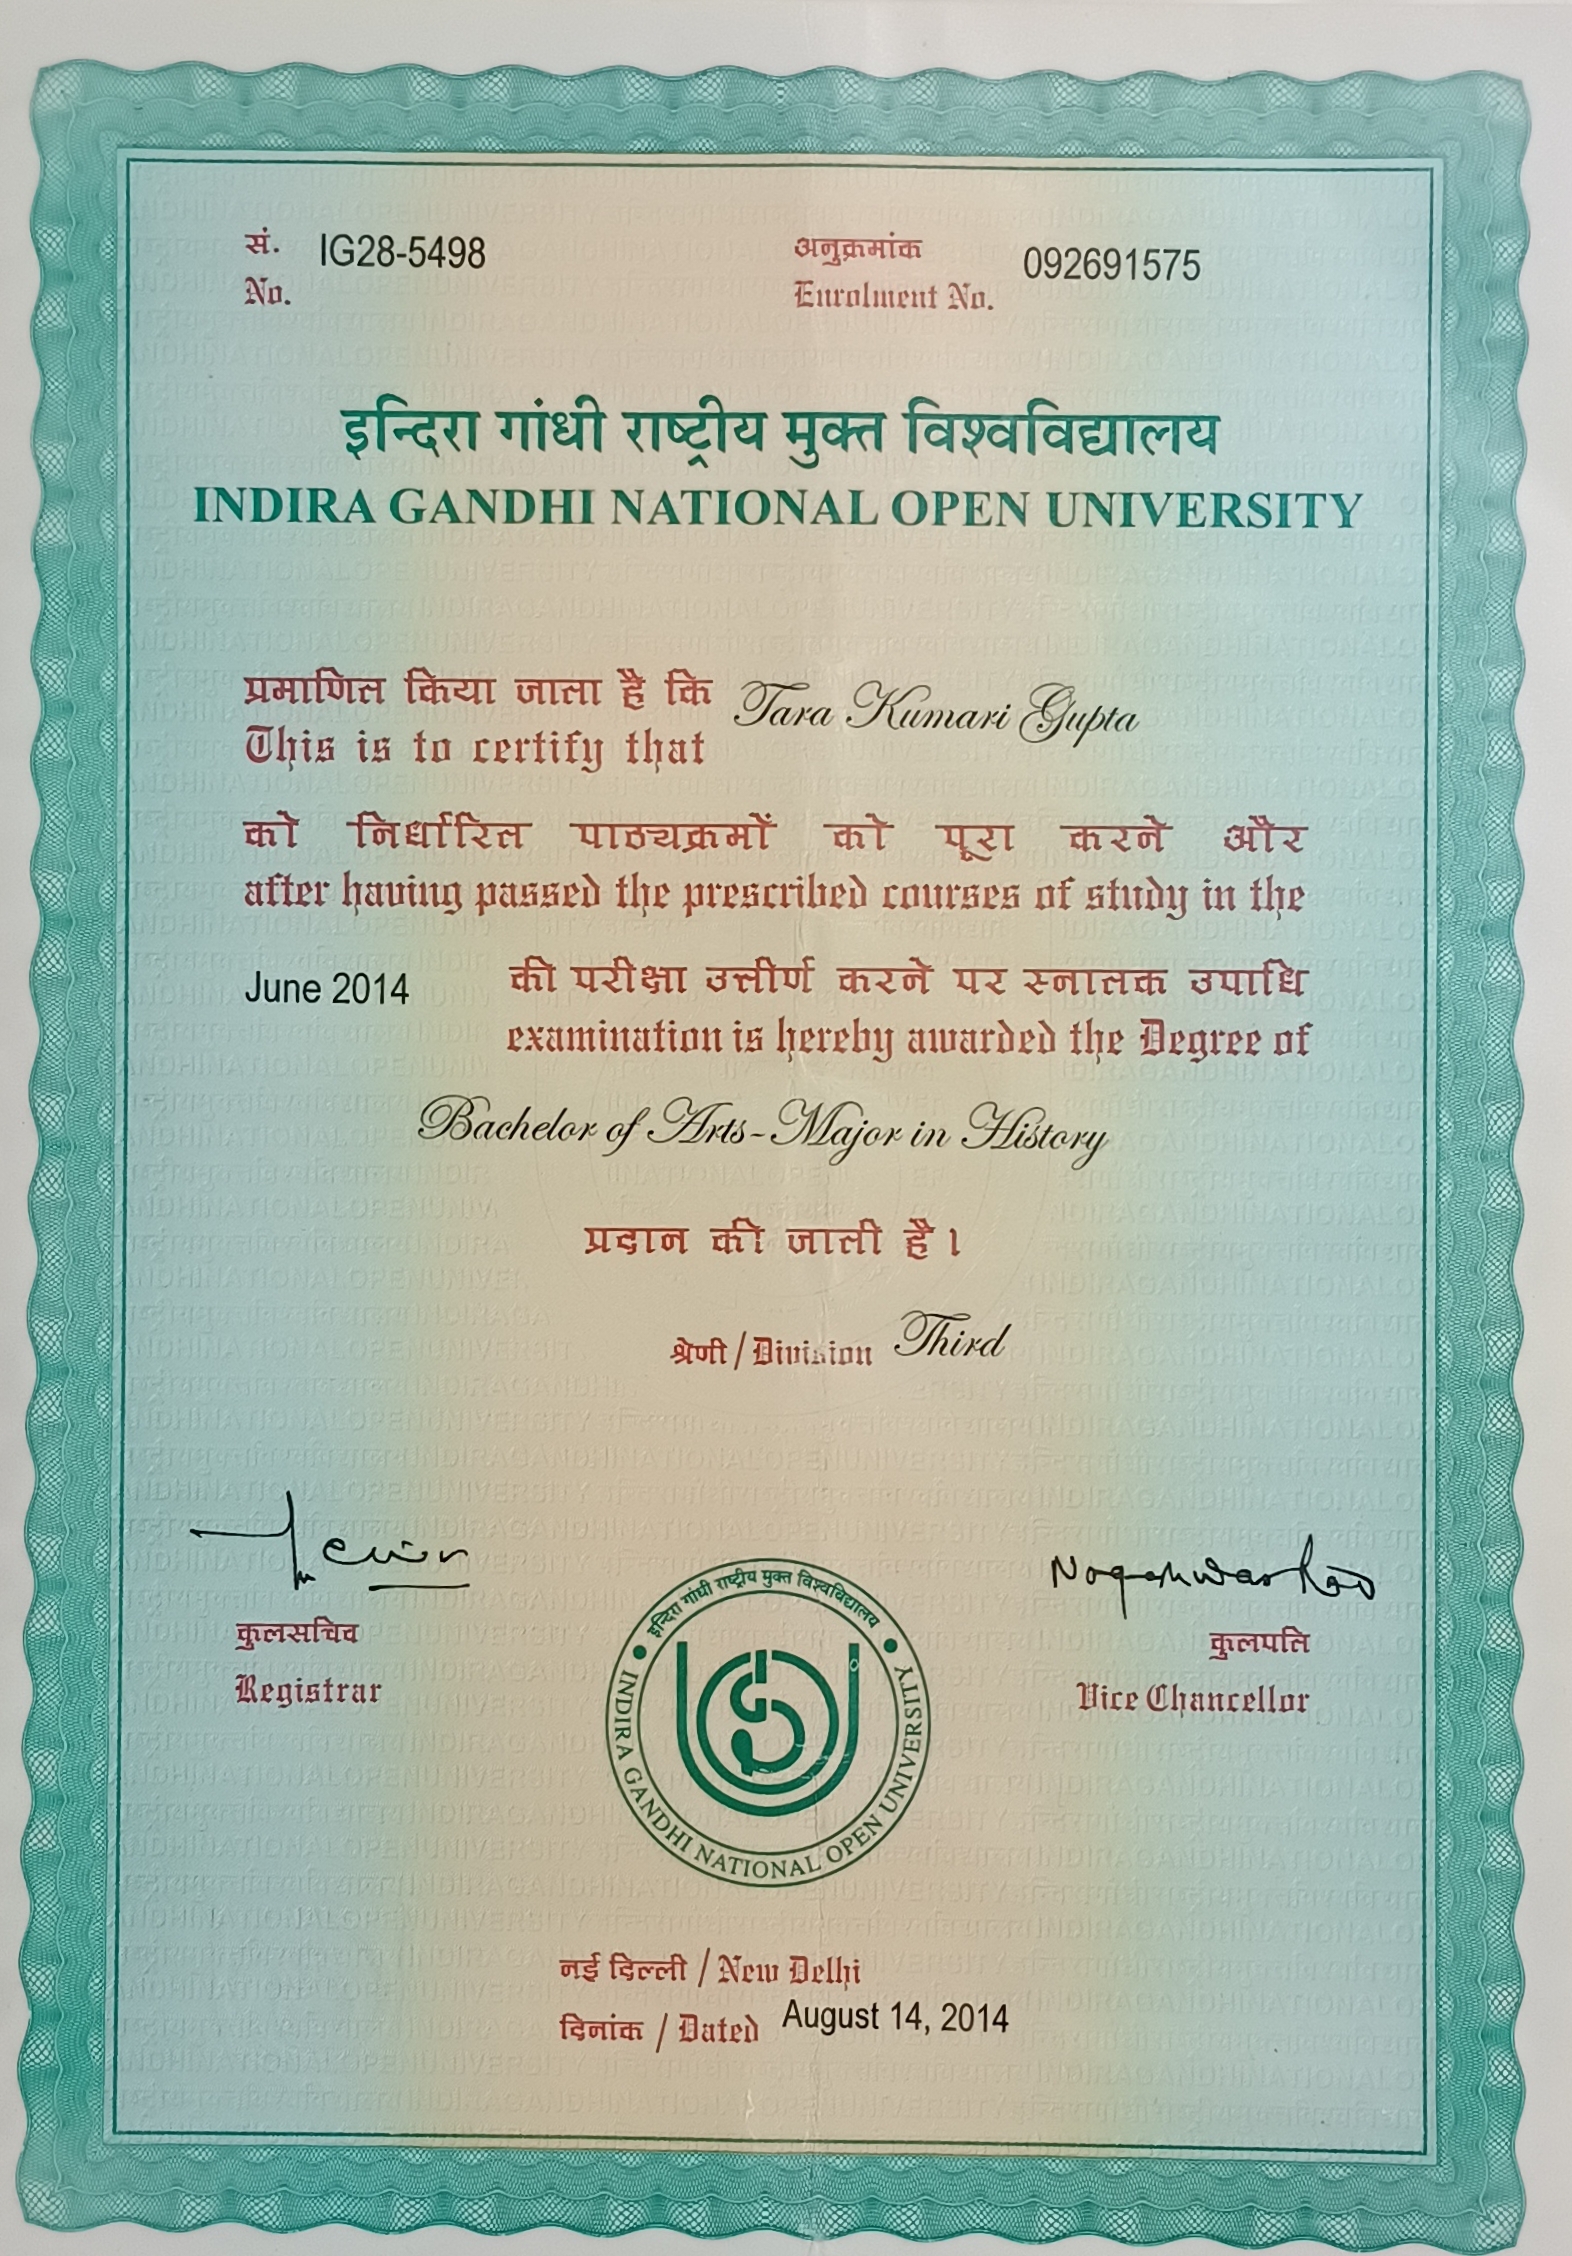 सं. IG28-5498
No.
अनुक्रमांक 092691575
Enrolment No.
इन्दिरा गांधी राष्ट्रीय मुक्त विश्वविद्यालय
INDIRA GANDHI NATIONAL OPEN UNIVERSITY
प्रमाणित किया जाता है कि Tara Kumari Gupta
This is to certify that
को निर्धारित पाठ्यक्रमों को पूरा करने और
after having passed the prescribed courses of study in the
June 2014 की परीक्षा उत्तीर्ण करने पर स्नातक उपाधि
examination is hereby awarded the Degree of
Bachelor of Arts-Major in History
प्रदान की जाती है।
श्रेणी / Division Third
Nageshwar Rao
कुलसचिव
Registrar
कुलपति
Vice Chancellor
इन्दिरा गांधी राष्ट्रीय मुक्त विश्वविद्यालय
INDIRA GANDHI NATIONAL OPEN UNIVERSITY
नई दिल्ली / New Delhi
दिनांक / Dated August 14, 2014